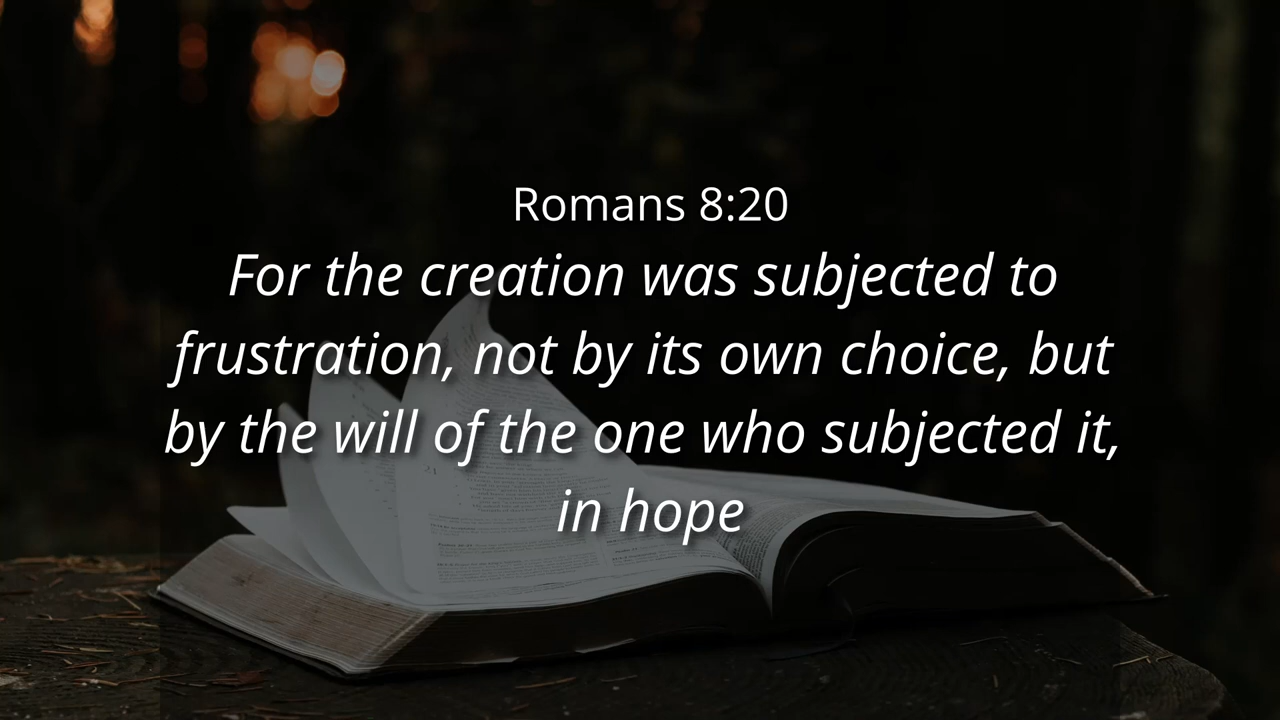 Romans 8:20
For the creation was subjected to
frustration, not by its own choice, but
by the will of the one who subjected it,
in hope